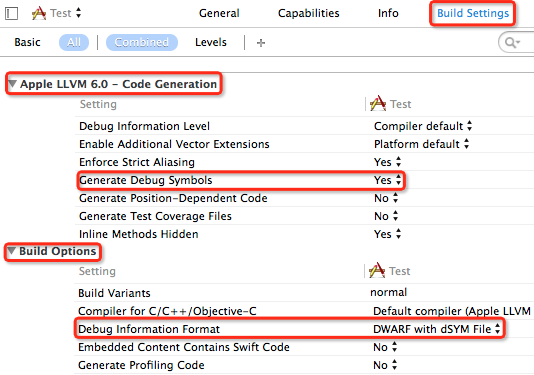 Test General Capabilities Info Build Settings
Basic All Combined Levels +
Apple LLVM 6.0 - Code Generation
Setting Test
Debug Information Level Compiler default
Enable Additional Vector Extensions Platform default
Enforce Strict Aliasing Yes
Generate Debug Symbols Yes
Generate Position-Dependent Code No
Generate Test Coverage Files No
Inline Methods Hidden Yes
Build Options
Setting Test
Build Variants normal
Compiler for C/C++/Objective-C Default compiler (Apple LLVM
Debug Information Format DWARF with dSYM File
Embedded Content Contains Swift Code No
Generate Profiling Code No